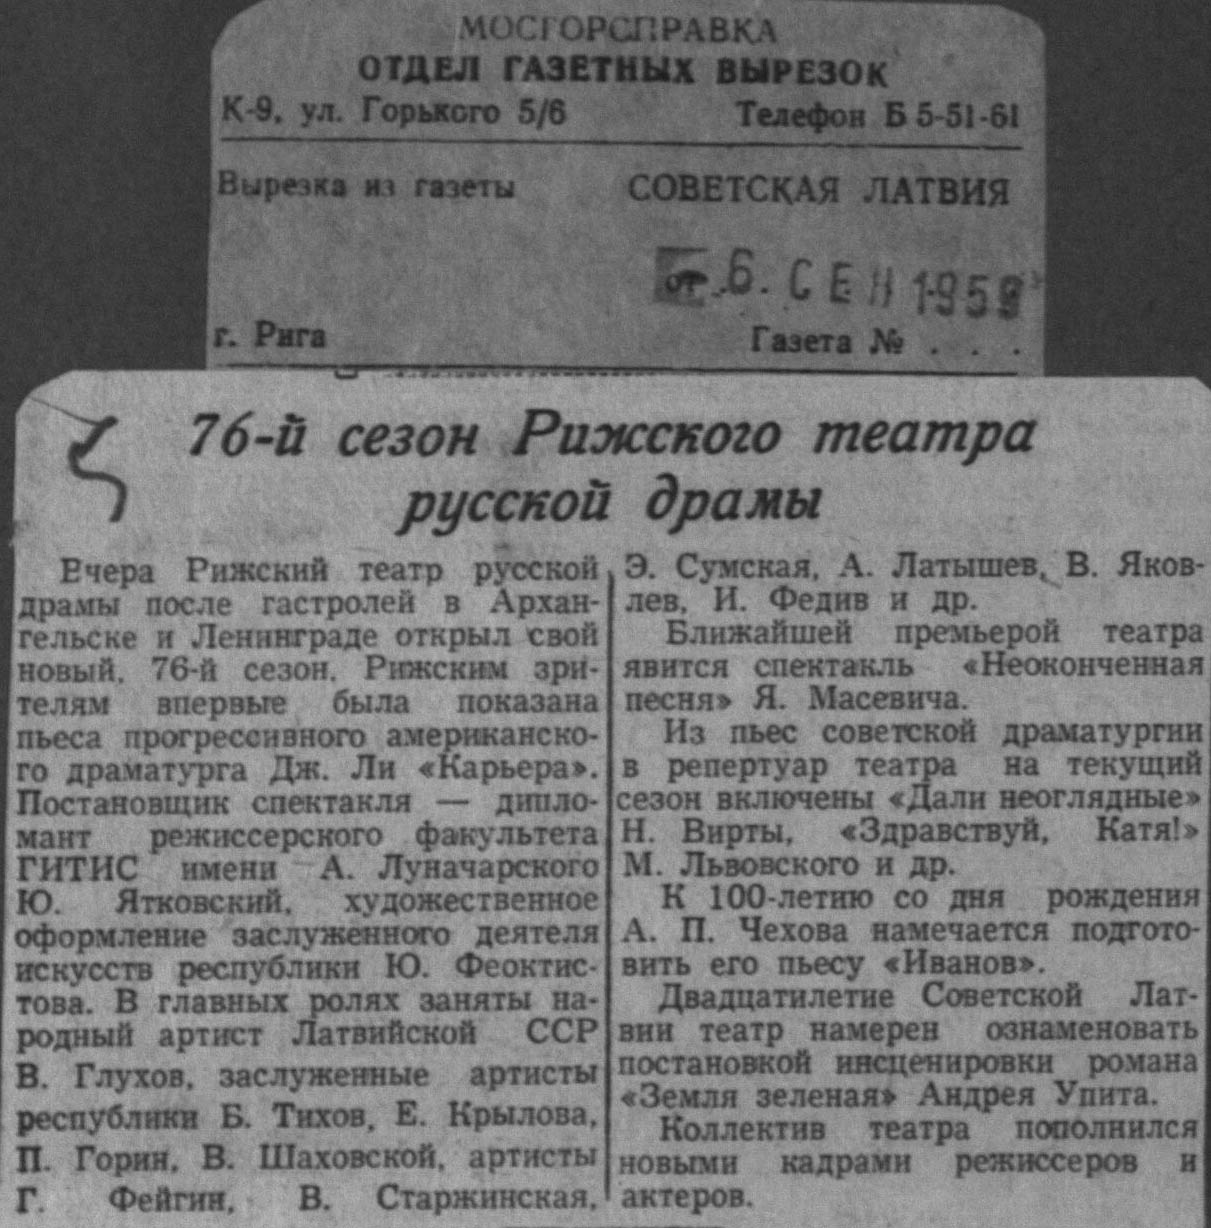 МОСГОРСПРАВКА
ОТДЕЛ ГАЗЕТНЫХ ВЫРЕЗОК
К-9, ул. Горького 5/6 Телефон Б 5-51-61
Вырезка из газеты СОВЕТСКАЯ ЛАТВИЯ
от 6. СЕН 1959
г. Рига Газета № . . .
76-й сезон Рижского театра
русской драмы
Вчера Рижский театр русской
драмы после гастролей в Архан-
гельске и Ленинграде открыл свой
новый, 76-й сезон. Рижским зри-
телям впервые была показана
пьеса прогрессивного американско-
го драматурга Дж. Ли «Карьера».
Постановщик спектакля — дипло-
мант режиссерского факультета
ГИТИС имени А. Луначарского
Ю. Ятковский, художественное
оформление заслуженного деятеля
искусств республики Ю. Феоктис-
това. В главных ролях заняты на-
родный артист Латвийской ССР
В. Глухов, заслуженные артисты
республики Б. Тихов, Е. Крылова,
П. Горин, В. Шаховской, артисты
Г. Фейгин, В. Старжинская,
Э. Сумская, А. Латышев, В. Яков-
лев, И. Федив и др.
Ближайшей премьерой театра
явится спектакль «Неоконченная
песня» Я. Масевича.
Из пьес советской драматургии
в репертуар театра на текущий
сезон включены «Дали неоглядные»
Н. Вирты, «Здравствуй, Катя!»
М. Львовского и др.
К 100-летию со дня рождения
А. П. Чехова намечается подгото-
вить его пьесу «Иванов».
Двадцатилетие Советской Лат-
вии театр намерен ознаменовать
постановкой инсценировки романа
«Земля зеленая» Андрея Упита.
Коллектив театра пополнился
новыми кадрами режиссеров и
актеров.